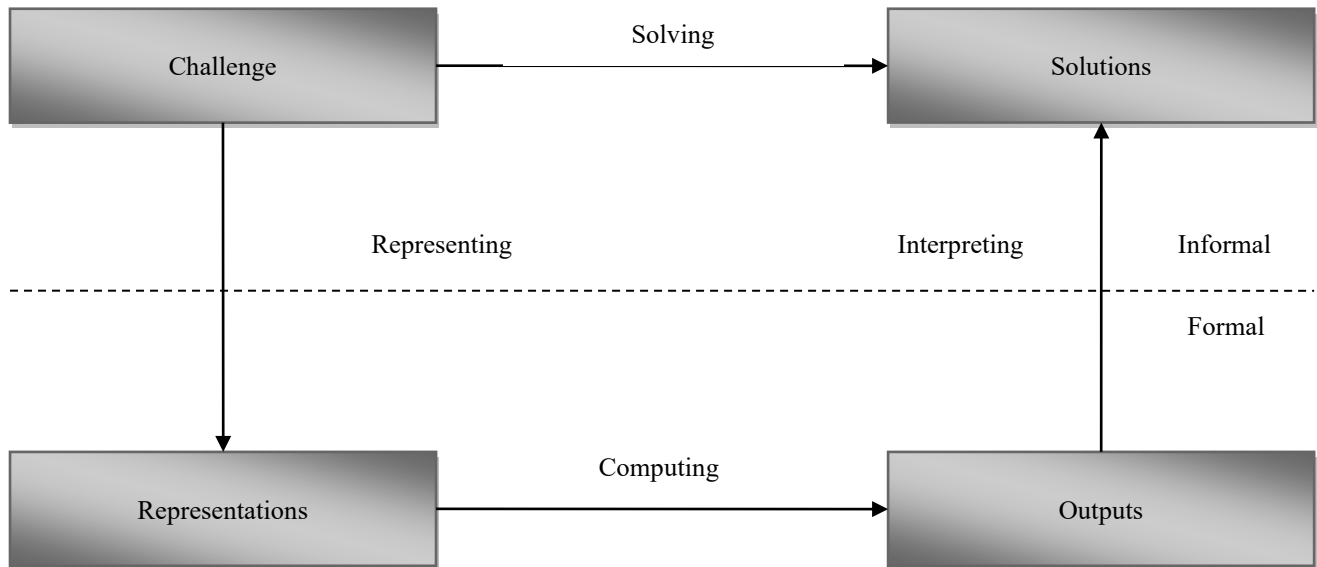 Solving
Challenge
Solutions
Representing
Interpreting
Informal
Formal
Computing
Representations
Outputs